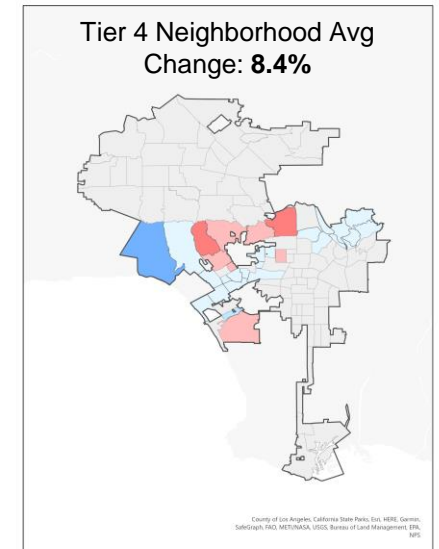 Tier 4 Neighborhood Avg
Change: 8.4%
County of Los Angeles, California State Parks, Esri, HERE, Garmin,
SafeGraph, FAO, METI/NASA, USGS, Bureau of Land Management, EPA,
NPS